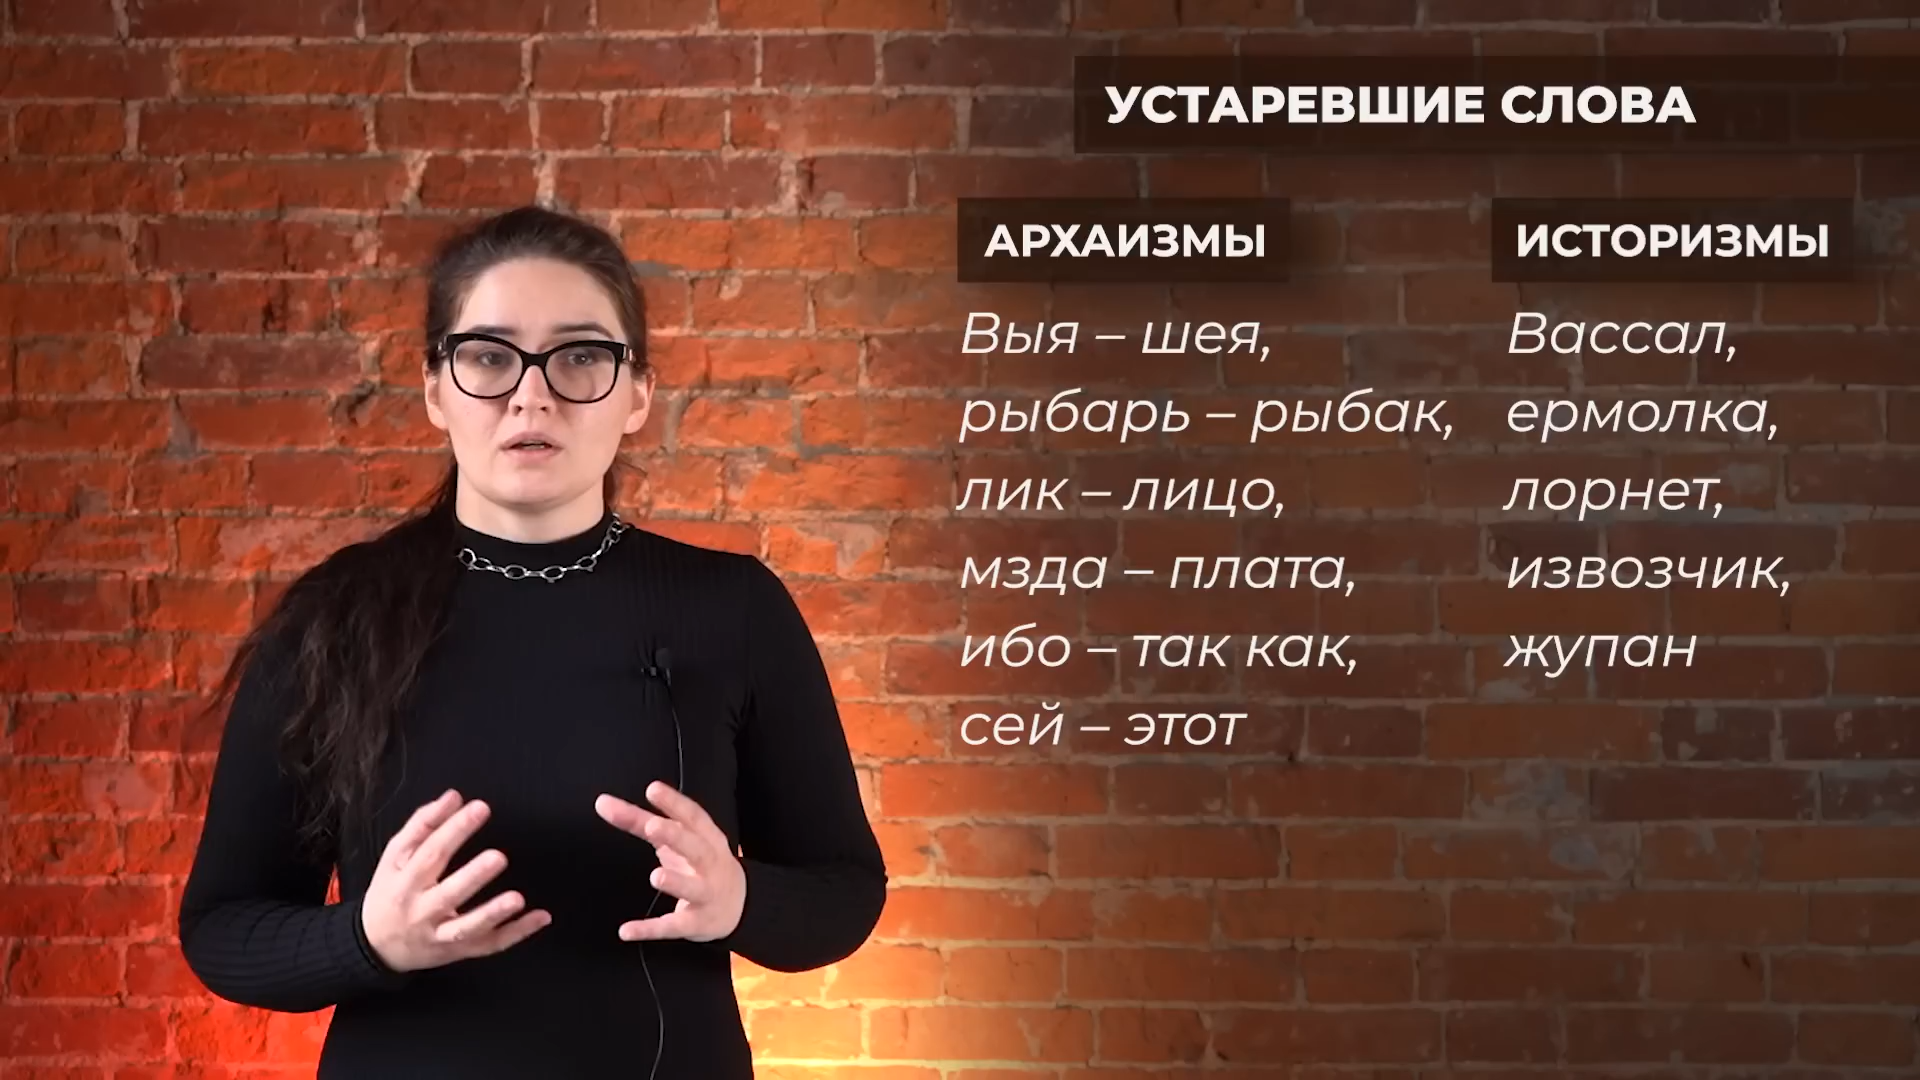 УСТАРЕВШИЕ СЛОВА
АРХАИЗМЫ
Выя – шея,
рыбарь – рыбак,
лик – лицо,
мзда – плата,
ибо – так как,
сей – этот
ИСТОРИЗМЫ
Вассал,
ермолка,
лорнет,
извозчик,
жупан